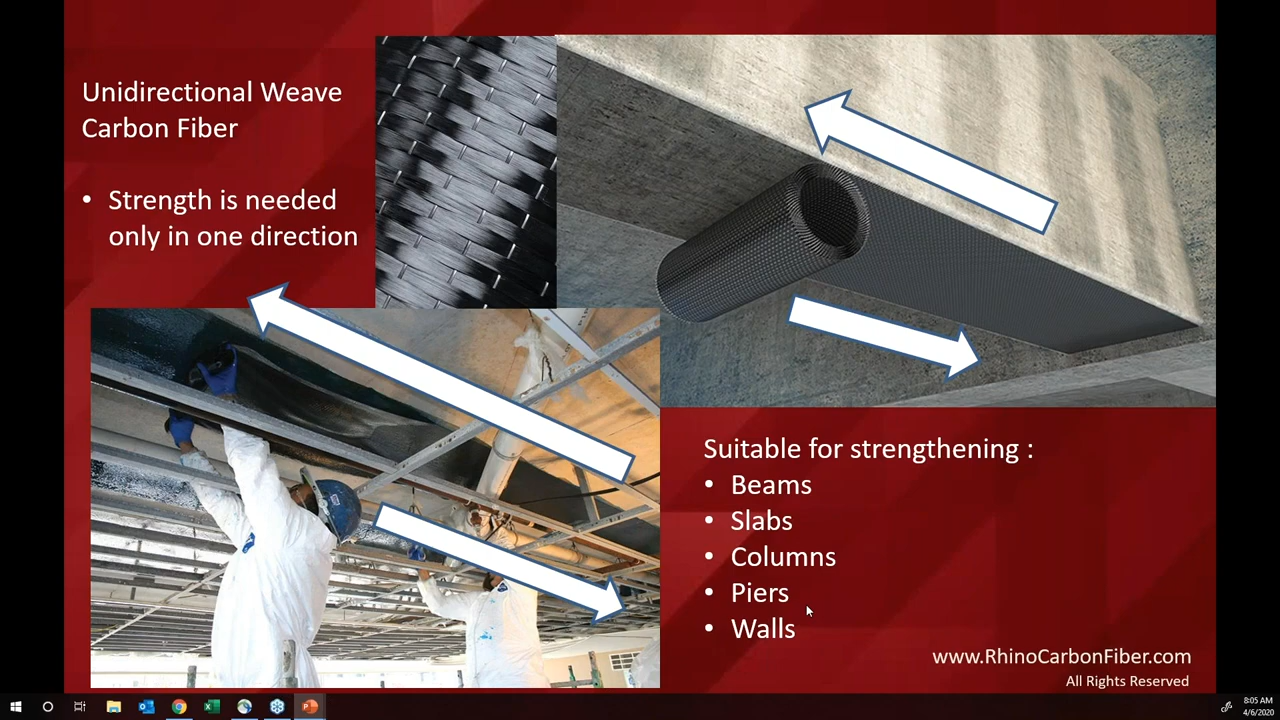 Unidirectional Weave
Carbon Fiber
• Strength is needed
only in one direction
Suitable for strengthening :
• Beams
• Slabs
• Columns
• Piers
• Walls
www.RhinoCarbonFiber.com
All Rights Reserved
8:05 AM
4/6/2020